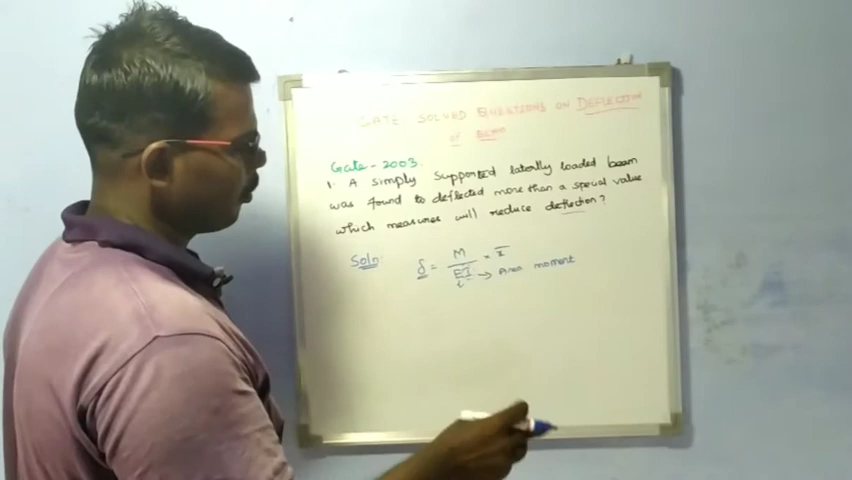 GATE SOLVED QUESTIONS ON DEFLECTION
OF BEAM
Gate - 2003.
1. A simply supported laterally loaded beam
was found to deflected more than a special value
which measures will reduce deflection?
Soln:
δ = M / EI = x̄
→ Area moment